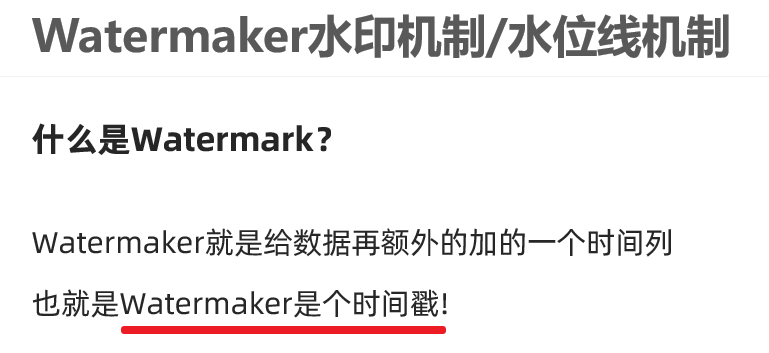 Watermaker水印机制/水位线机制
什么是Watermark？
Watermaker就是给数据再额外的加的一个时间列
也就是Watermaker是个时间戳!